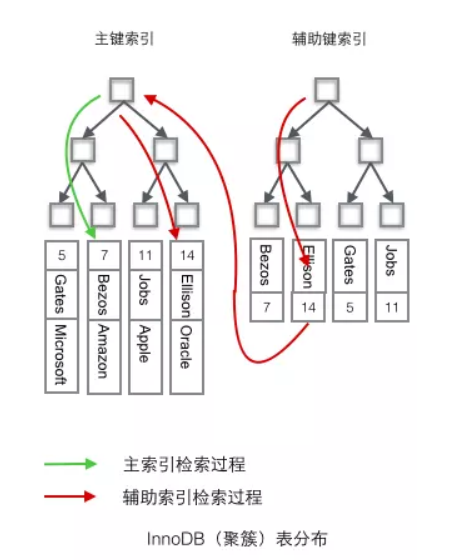 主键索引
辅助键索引
5
7
11
14
Gates
Bezos
Jobs
Ellison
Microsoft
Amazon
Apple
Oracle
Bezos
Ellison
Gates
Jobs
7
14
5
11
主索引检索过程
辅助索引检索过程
InnoDB（聚簇）表分布